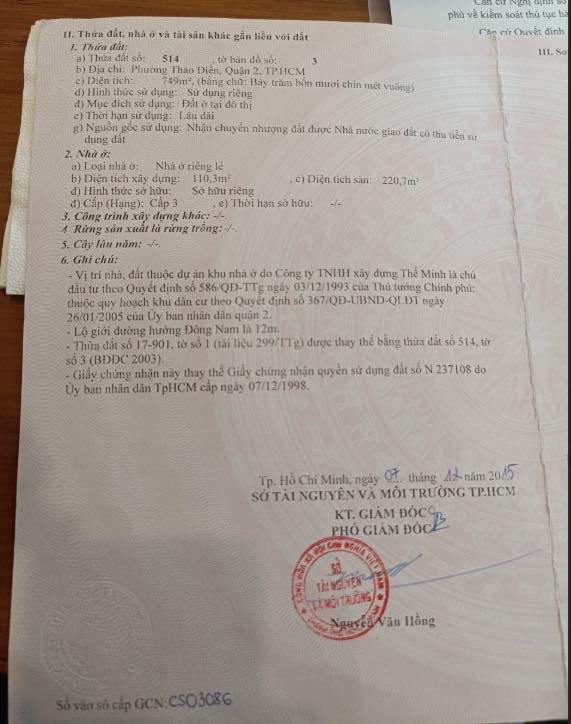 phủ về kiểm soát thủ tục hà
Căn cứ Quyết định
III. Sơ
II. Thửa đất, nhà ở và tài sản khác gắn liền với đất
1. Thửa đất:
a) Thửa đất số: 514 , tờ bản đồ số: 3
b) Địa chỉ: Phường Thảo Điền, Quận 2, TP.HCM
c) Diện tích: 749m², (bằng chữ: Bảy trăm bốn mươi chín mét vuông)
d) Hình thức sử dụng: Sử dụng riêng
đ) Mục đích sử dụng: Đất ở tại đô thị
e) Thời hạn sử dụng: Lâu dài
g) Nguồn gốc sử dụng: Nhận chuyển nhượng đất được Nhà nước giao đất có thu tiền sử
dụng đất
2. Nhà ở:
a) Loại nhà ở: Nhà ở riêng lẻ
b) Diện tích xây dựng: 110,3m² , c) Diện tích sàn: 220,7m²
d) Hình thức sở hữu: Sở hữu riêng
đ) Cấp (Hạng): Cấp 3 , e) Thời hạn sở hữu: -/-
3. Công trình xây dựng khác: -/-.
4 Rừng sản xuất là rừng trồng: -/-.
5. Cây lâu năm: -/-.
6. Ghi chú:
- Vị trí nhà, đất thuộc dự án khu nhà ở do Công ty TNHH xây dựng Thế Minh là chủ
đầu tư theo Quyết định số 586/QD-TTg ngày 03/12/1993 của Thủ tướng Chính phủ;
thuộc quy hoạch khu dân cư theo Quyết định số 367/QĐ-UBND-QLĐT ngày
26/01/2005 của Ủy ban nhân dân quận 2.
- Lộ giới đường hướng Đông Nam là 12m.
- Thửa đất số 17-901, tờ số 1 (tài liệu 299/TTg) được thay thế bằng thửa đất số 514, tờ
số 3 (BĐĐC 2003).
- Giấy chứng nhận này thay thế Giấy chứng nhận quyền sử dụng đất số N 237108 do
Ủy ban nhân dân TpHCM cấp ngày 07/12/1998.
Tp. Hồ Chí Minh, ngày 07 tháng 12 năm 2015
SỞ TÀI NGUYÊN VÀ MÔI TRƯỜNG TP.HCM
KT. GIÁM ĐỐC
PHÓ GIÁM ĐỐC
SỞ
TÀI NGUYÊN
VÀ MÔI TRƯỜNG
Nguyễn Văn Hồng
Số vào sổ cấp GCN: CS03086